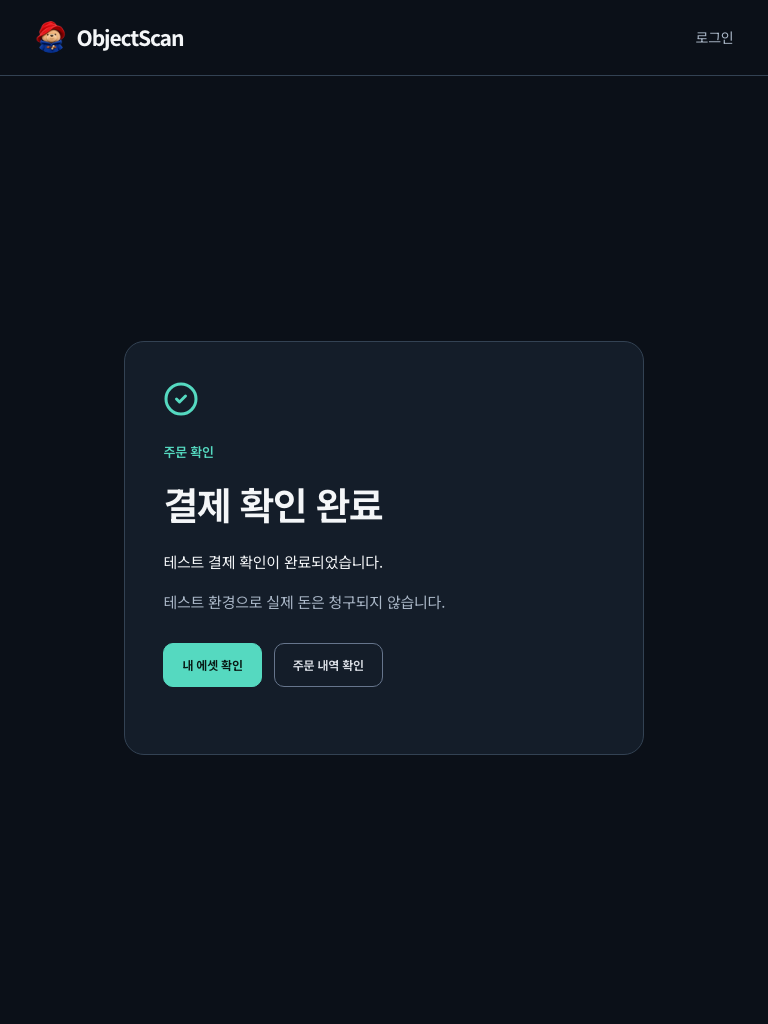 ObjectScan
로그인
주문 확인
결제 확인 완료
테스트 결제 확인이 완료되었습니다.
테스트 환경으로 실제 돈은 청구되지 않습니다.
내 에셋 확인
주문 내역 확인